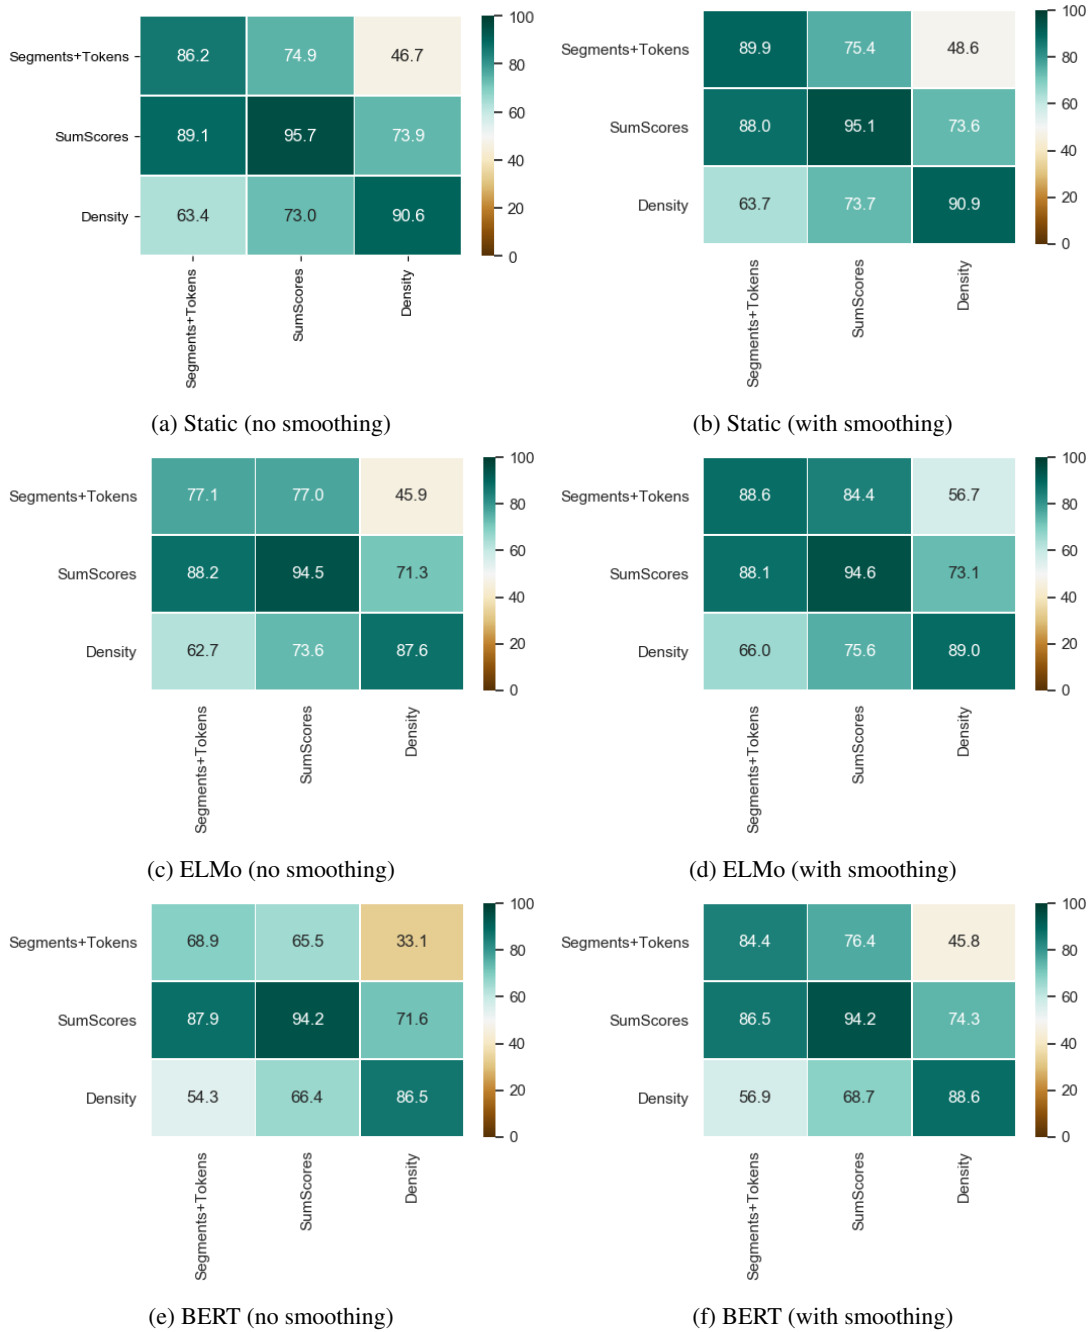 100
Segments+Tokens 86.2 74.9 46.7
80
60
SumScores 89.1 95.7 73.9
40
Density 63.4 73.0 90.6
20
0
Segments+Tokens
SumScores
Density
(a) Static (no smoothing)
100
Segments+Tokens 89.9 75.4 48.6
80
60
SumScores 88.0 95.1 73.6
40
Density 63.7 73.7 90.9
20
0
Segments+Tokens
SumScores
Density
(b) Static (with smoothing)
100
Segments+Tokens 77.1 77.0 45.9
80
60
SumScores 88.2 94.5 71.3
40
Density 62.7 73.6 87.6
20
0
Segments+Tokens
SumScores
Density
(c) ELMo (no smoothing)
100
Segments+Tokens 88.6 84.4 56.7
80
60
SumScores 88.1 94.6 73.1
40
Density 66.0 75.6 89.0
20
0
Segments+Tokens
SumScores
Density
(d) ELMo (with smoothing)
100
Segments+Tokens 68.9 65.5 33.1
80
60
SumScores 87.9 94.2 71.6
40
Density 54.3 66.4 86.5
20
0
Segments+Tokens
SumScores
Density
(e) BERT (no smoothing)
100
Segments+Tokens 84.4 76.4 45.8
80
60
SumScores 86.5 94.2 74.3
40
Density 56.9 68.7 88.6
20
0
Segments+Tokens
SumScores
Density
(f) BERT (with smoothing)